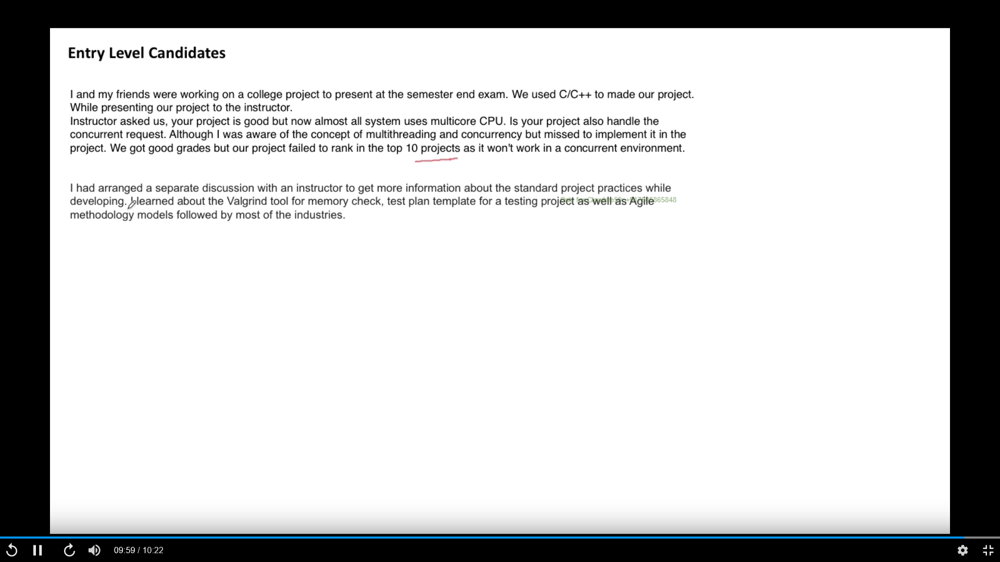 Entry Level Candidates
I and my friends were working on a college project to present at the semester end exam. We used C/C++ to made our project.
While presenting our project to the instructor.
Instructor asked us, your project is good but now almost all system uses multicore CPU. Is your project also handle the
concurrent request. Although I was aware of the concept of multithreading and concurrency but missed to implement it in the
project. We got good grades but our project failed to rank in the top 10 projects as it won't work in a concurrent environment.
I had arranged a separate discussion with an instructor to get more information about the standard project practices while
developing. I learned about the Valgrind tool for memory check, test plan template for a testing project as well as Agile
methodology models followed by most of the industries.
09:59 / 10:22